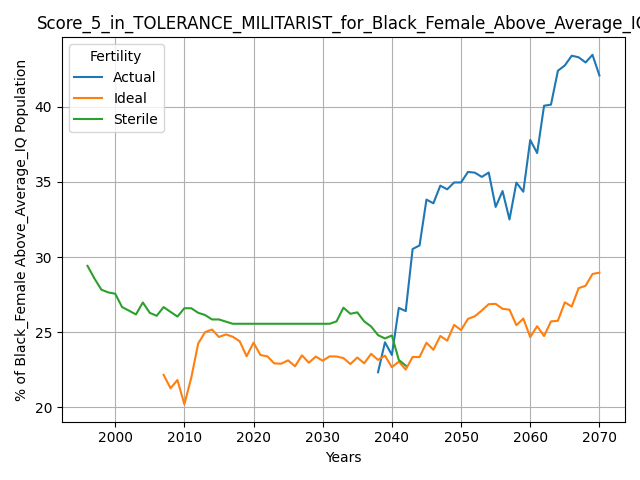 Score_5_in_TOLERANCE_MILITARIST_for_Black_Female_Above_Average_IQ
Fertility
Actual
Ideal
Sterile
% of Black_Female Above_Average_IQ Population
40
35
30
25
20
2000
2010
2020
2030
2040
2050
2060
2070
Years